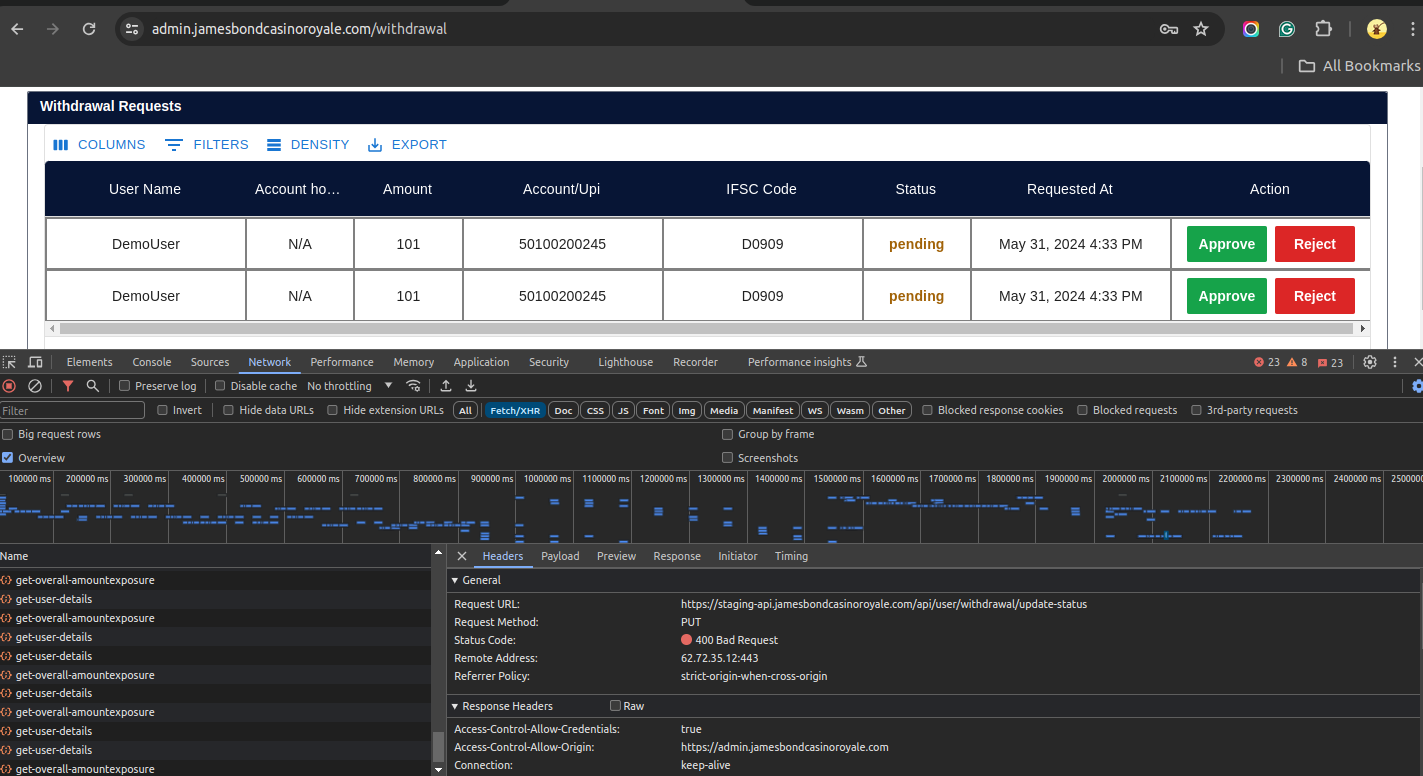 admin.jamesbondcasinoroyale.com/withdrawal
All Bookmarks
Withdrawal Requests
COLUMNS FILTERS DENSITY EXPORT
User Name Account ho… Amount Account/Upi IFSC Code Status Requested At Action
DemoUser N/A 101 50100200245 D0909 pending May 31, 2024 4:33 PM Approve Reject
DemoUser N/A 101 50100200245 D0909 pending May 31, 2024 4:33 PM Approve Reject
Elements Console Sources Network Performance Memory Application Security Lighthouse Recorder Performance insights 23 8 23
Preserve log Disable cache No throttling
Filter Invert Hide data URLs Hide extension URLs All Fetch/XHR Doc CSS JS Font Img Media Manifest WS Wasm Other Blocked response cookies Blocked requests 3rd-party requests
Big request rows Group by frame
Overview Screenshots
100000 ms 200000 ms 300000 ms 400000 ms 500000 ms 600000 ms 700000 ms 800000 ms 900000 ms 1000000 ms 1100000 ms 1200000 ms 1300000 ms 1400000 ms 1500000 ms 1600000 ms 1700000 ms 1800000 ms 1900000 ms 2000000 ms 2100000 ms 2200000 ms 2300000 ms 2400000 ms 250000
Name Headers Payload Preview Response Initiator Timing
get-overall-amountexposure General
get-user-details Request URL: https://staging-api.jamesbondcasinoroyale.com/api/user/withdrawal/update-status
get-overall-amountexposure Request Method: PUT
get-user-details Status Code: 400 Bad Request
get-user-details Remote Address: 62.72.35.12:443
get-overall-amountexposure Referrer Policy: strict-origin-when-cross-origin
get-user-details
get-overall-amountexposure Response Headers Raw
get-user-details Access-Control-Allow-Credentials: true
get-user-details Access-Control-Allow-Origin: https://admin.jamesbondcasinoroyale.com
get-overall-amountexposure Connection: keep-alive